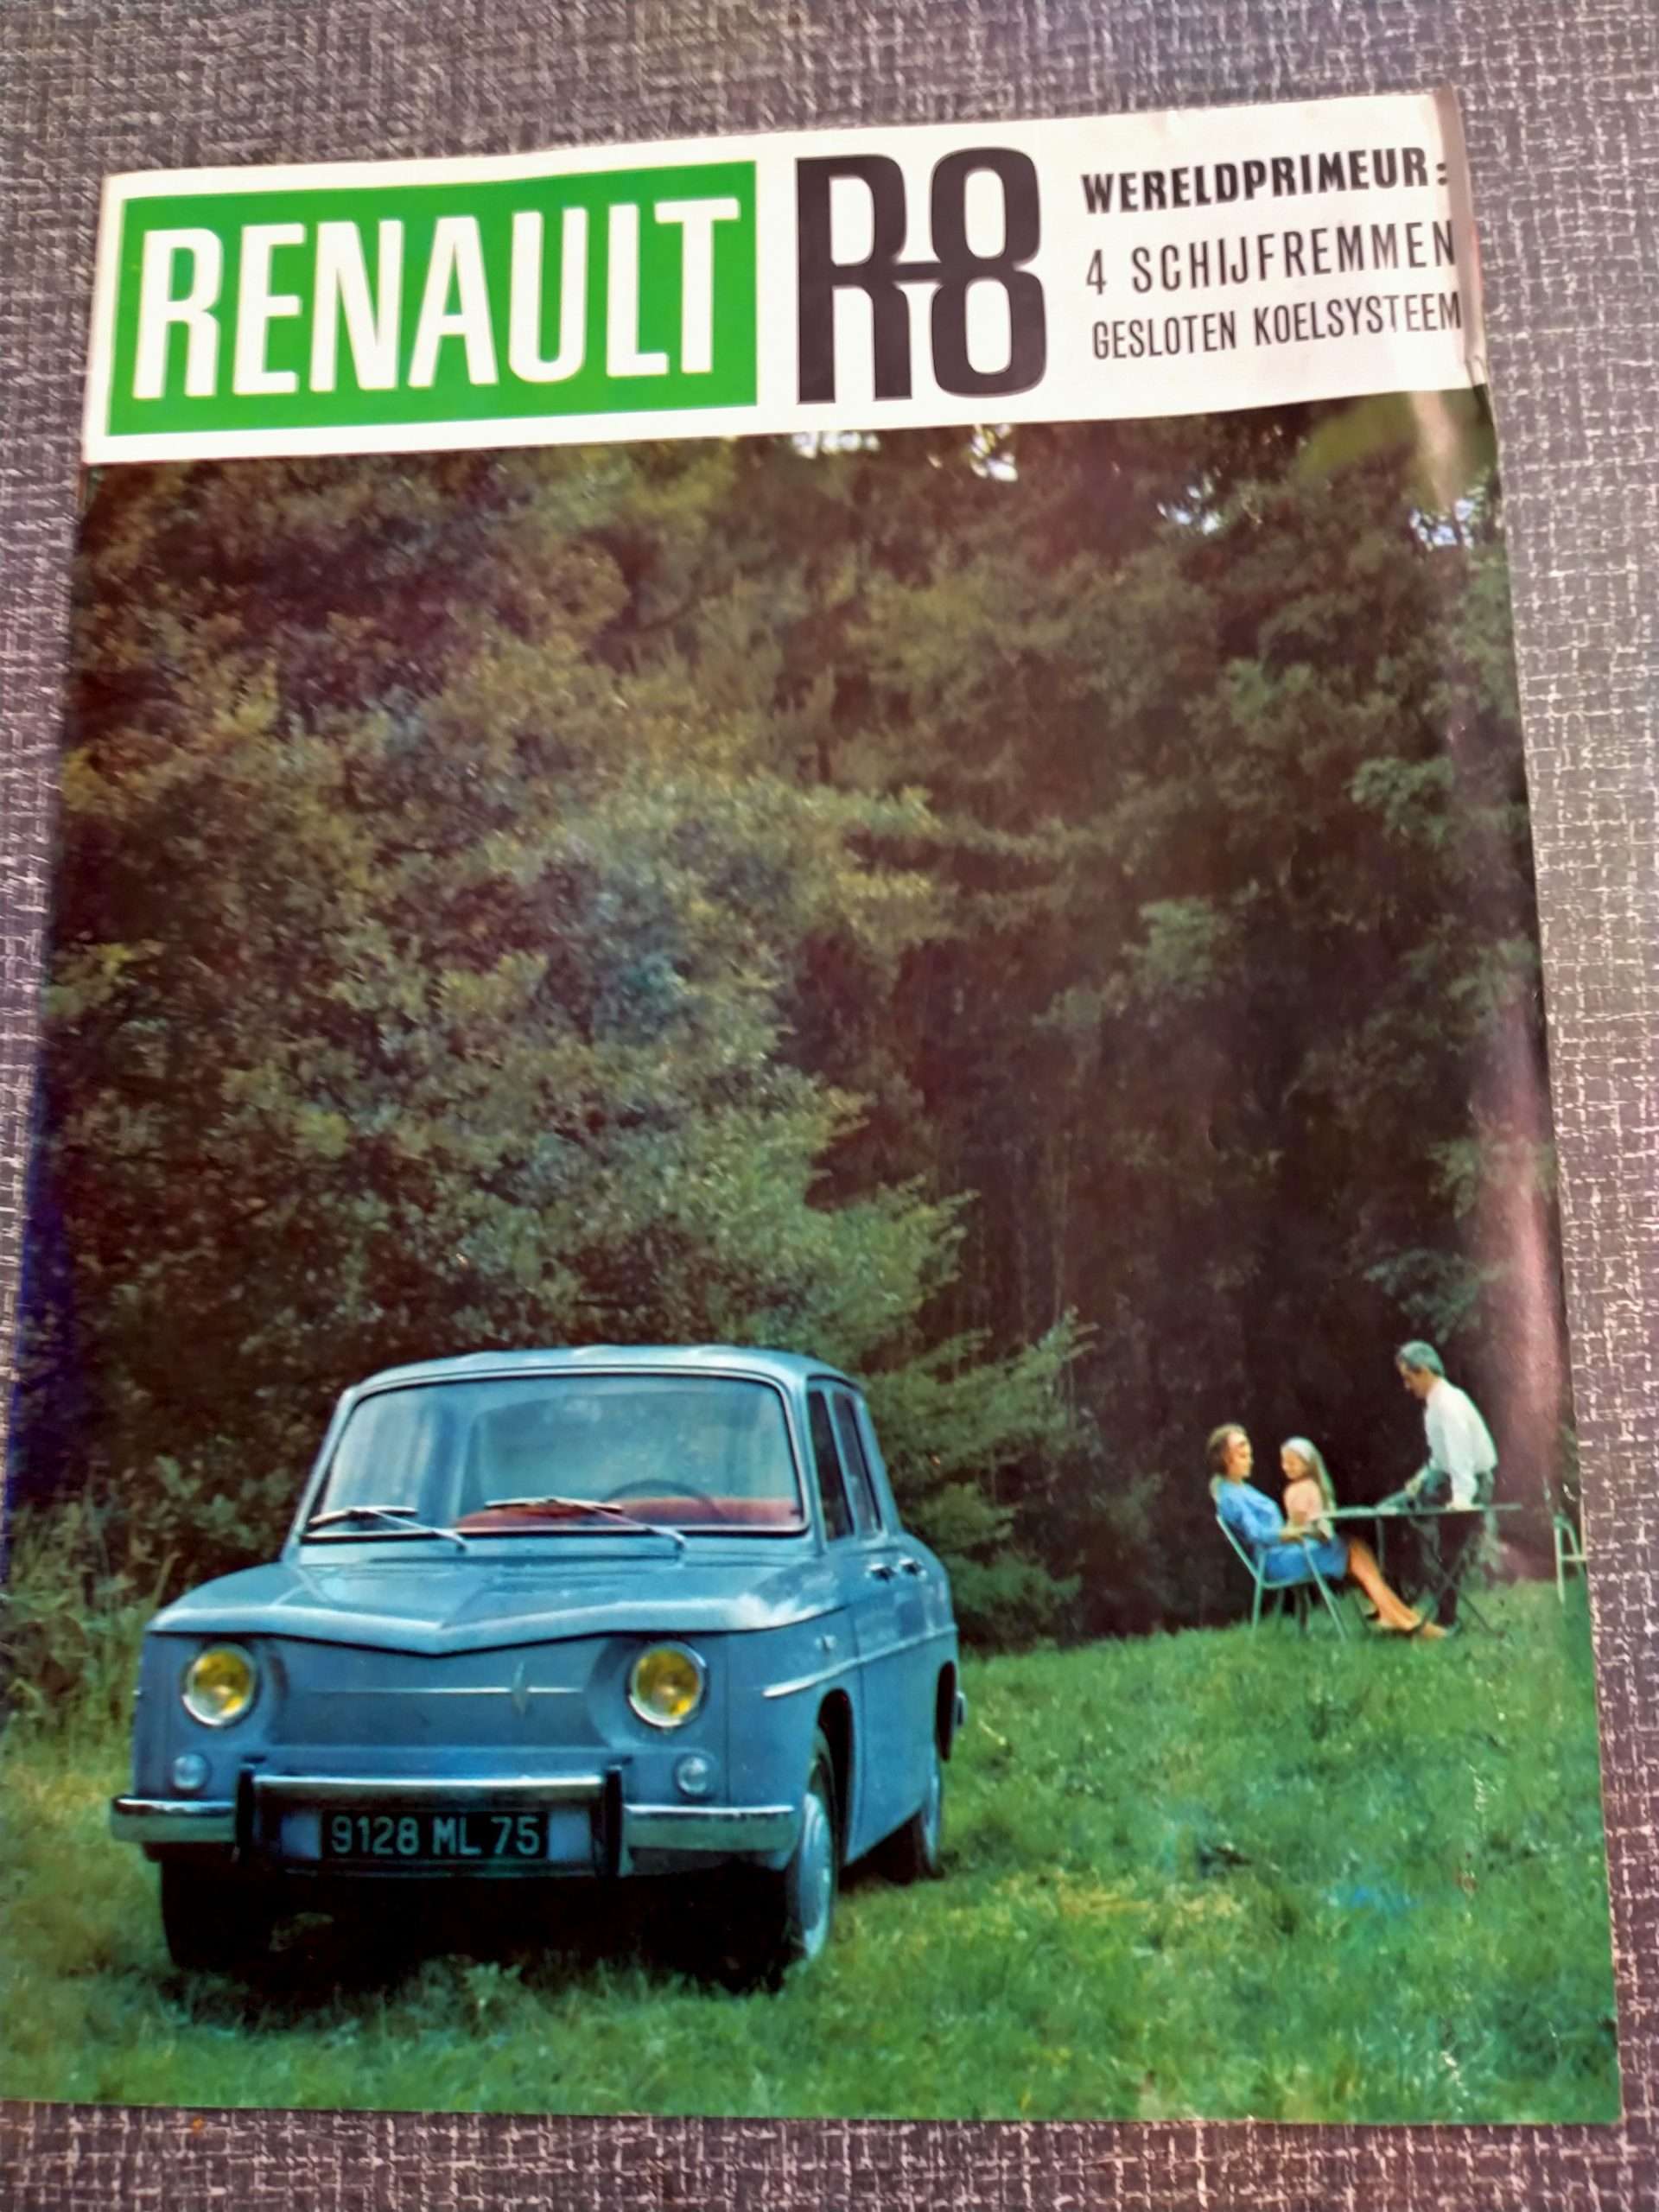 RENAULT R8
WERELDPRIMEUR:
4 SCHIJFREMMEN
GESLOTEN KOELSYSTEEM
9128 ML 75